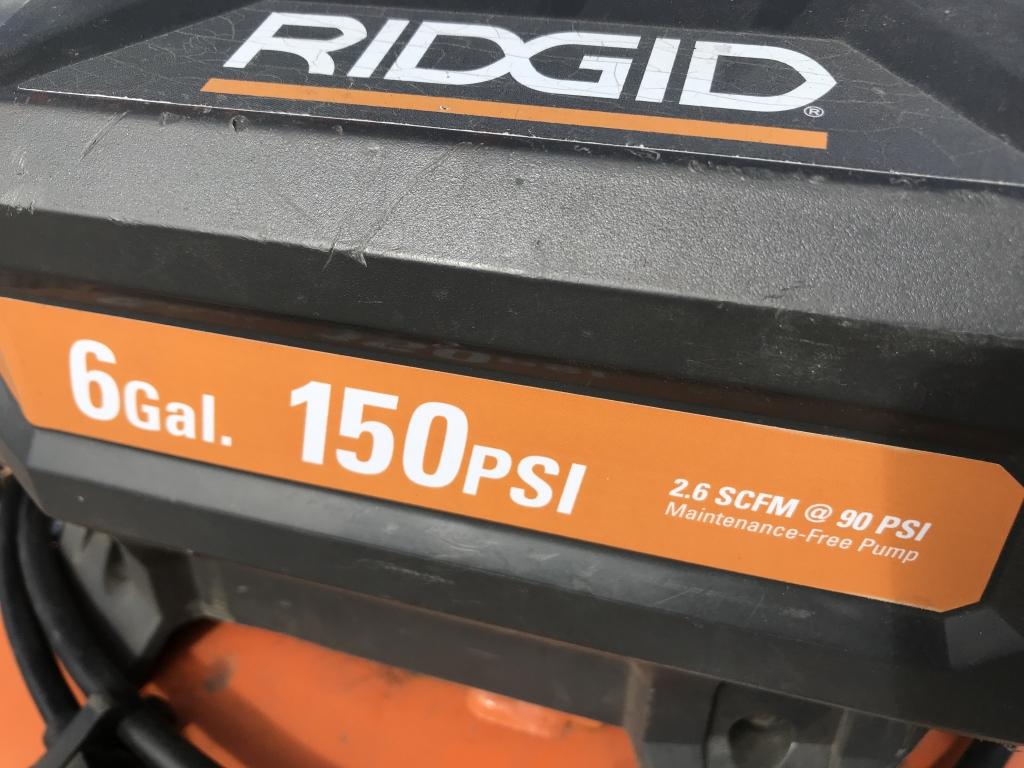 RIDGID®
6Gal. 150PSI
2.6 SCFM @ 90 PSI
Maintenance-Free Pump